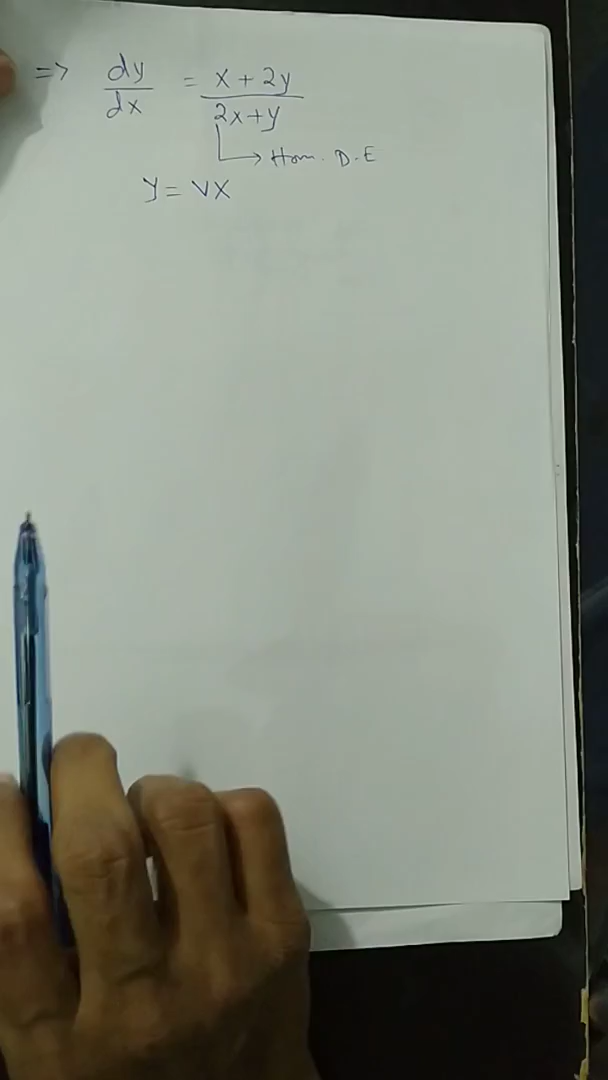 => dy/dx = x + 2y / 2x+y
↳ Hom. D.E
y = vx